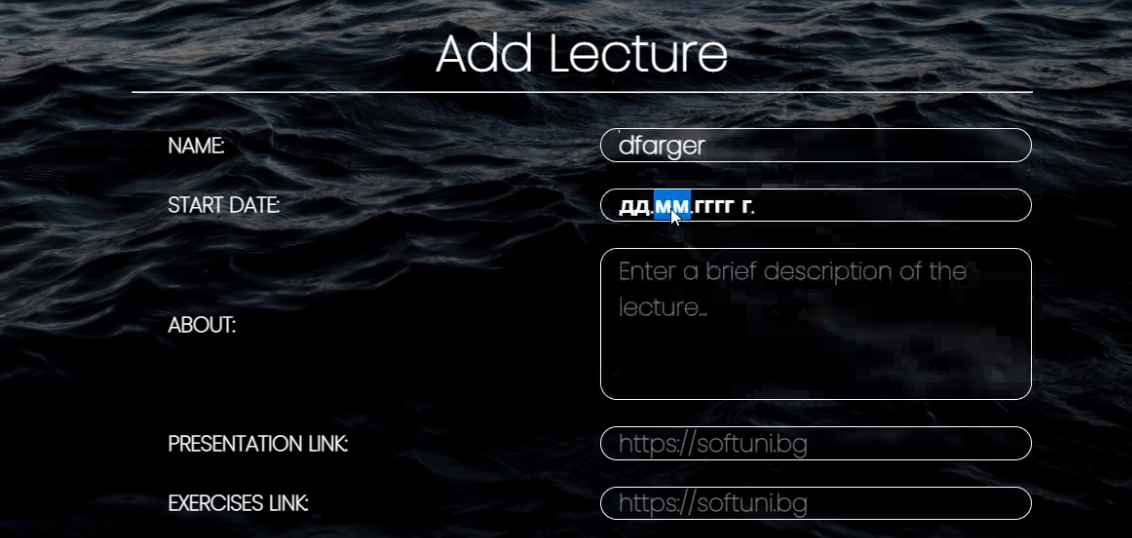 Add Lecture
NAME:
dfarger
START DATE:
дд.мм.гггг г.
ABOUT:
Enter a brief description of the
lecture...
PRESENTATION LINK:
https://softuni.bg
EXERCISES LINK:
https://softuni.bg